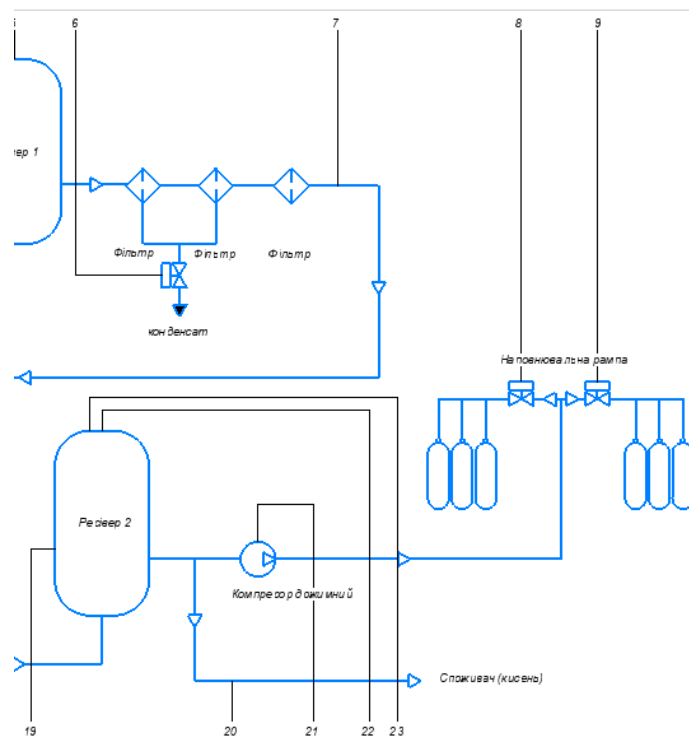 6 7 8 9
вер 1
Фільтр Фільтр Фільтр
конденсат
Наповнювальна рампа
Ресівер 2
Компресор дожимний
Споживач (кисень)
19 20 21 22 23